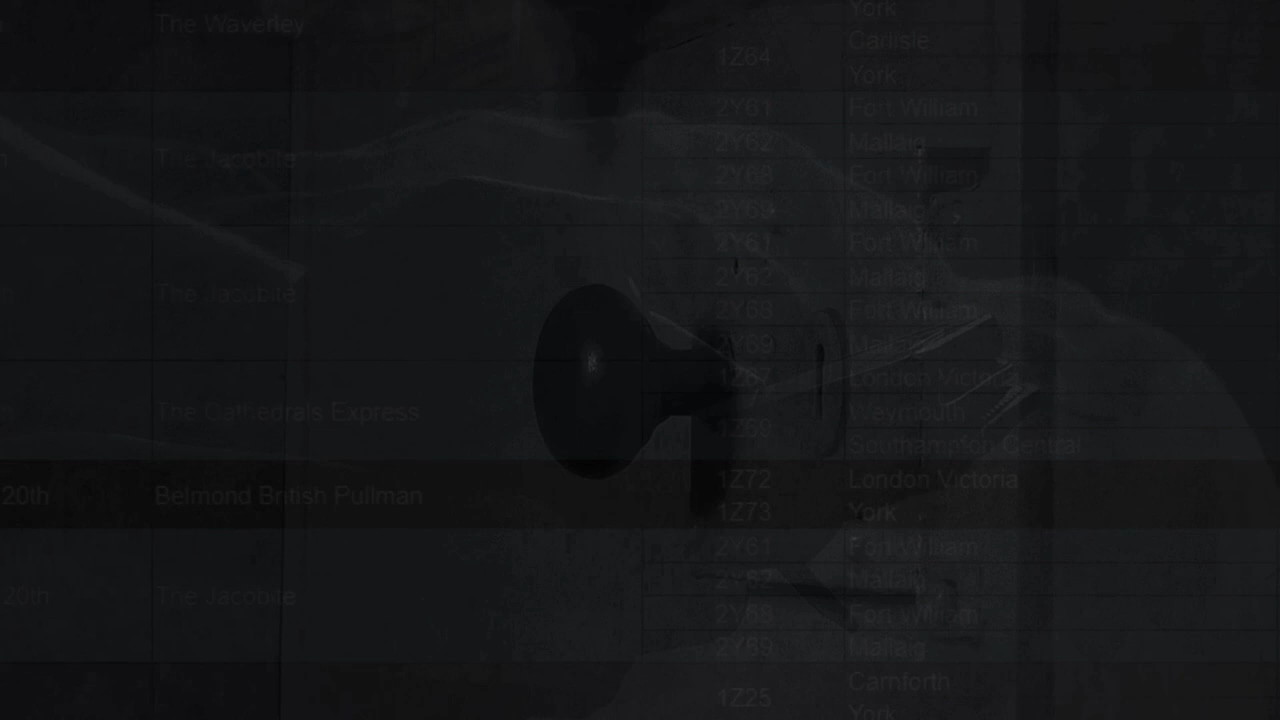 York
The Waverley
Carlisle
1Z64
York
2Y61 Fort William
2Y62 Mallaig
The Jacobite
2Y68 Fort William
2Y69 Mallaig
2Y61 Fort William
2Y62 Mallaig
The Jacobite
2Y68 Fort William
2Y69 Mallaig
1Z67 London Victoria
The Cathedrals Express Weymouth
Southampton Central
1Z72 London Victoria
20th Belmond British Pullman
1Z73 York
2Y61 Fort William
2Y62 Mallaig
20th The Jacobite
2Y68 Fort William
2Y69 Mallaig
Carnforth
1Z25
York